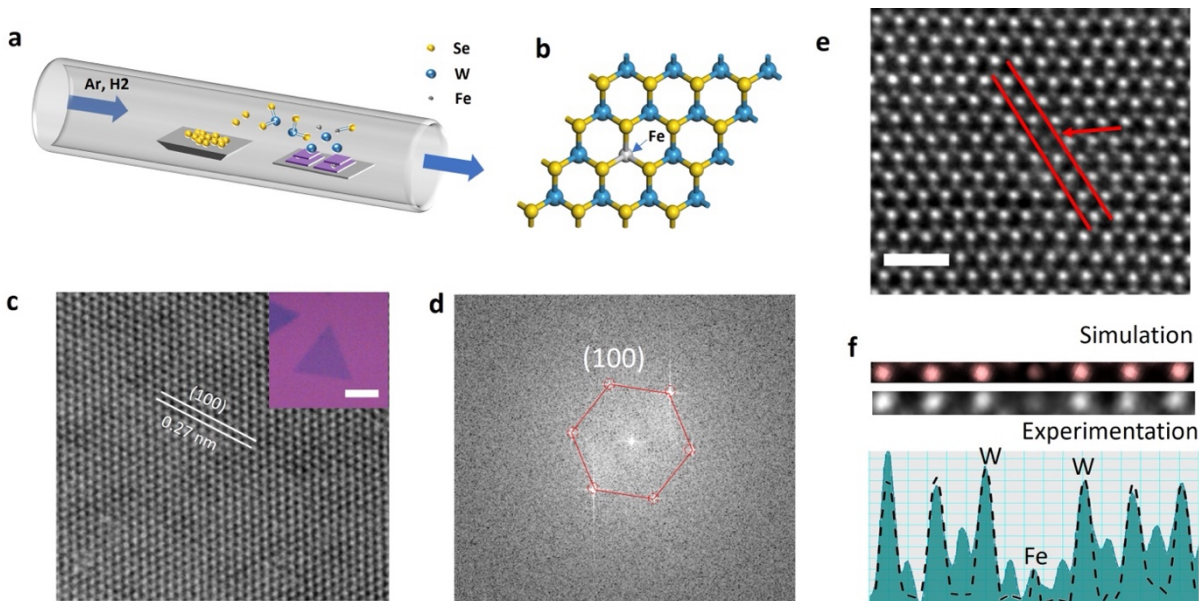 a
Se
W
Fe
Ar, H2
b
Fe
c
(100)
0.27 nm
d
(100)
e
f
Simulation
Experimentation
W
W
Fe